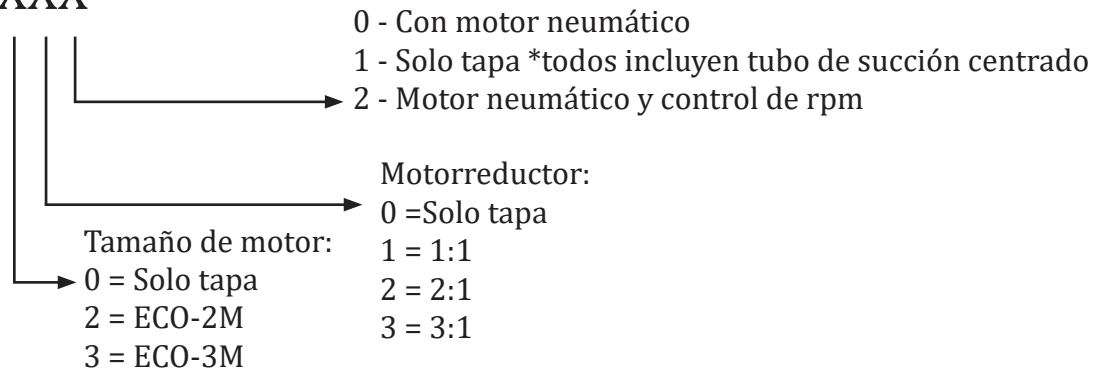 XXX
0 - Con motor neumático
1 - Solo tapa *todos incluyen tubo de succión centrado
2 - Motor neumático y control de rpm
Motorreductor:
0 =Solo tapa
1 = 1:1
2 = 2:1
3 = 3:1
Tamaño de motor:
0 = Solo tapa
2 = ECO-2M
3 = ECO-3M